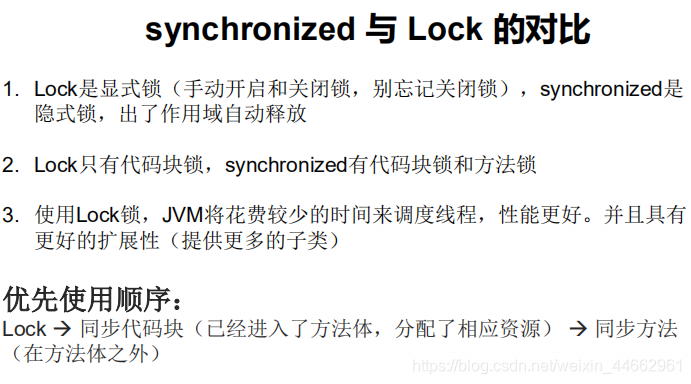 synchronized 与 Lock 的对比
1. Lock是显式锁（手动开启和关闭锁，别忘记关闭锁），synchronized是
隐式锁，出了作用域自动释放
2. Lock只有代码块锁，synchronized有代码块锁和方法锁
3. 使用Lock锁，JVM将花费较少的时间来调度线程，性能更好。并且具有
更好的扩展性（提供更多的子类）
优先使用顺序：
Lock → 同步代码块（已经进入了方法体，分配了相应资源） → 同步方法
（在方法体之外）
https://blog.csdn.net/weixin_44662961